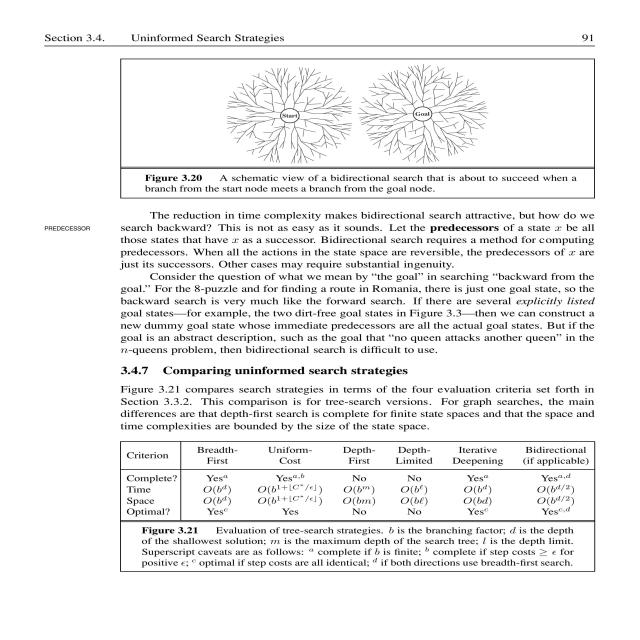 Section 3.4. Uninformed Search Strategies 91
Start
Goal
Figure 3.20 A schematic view of a bidirectional search that is about to succeed when a
branch from the start node meets a branch from the goal node.
The reduction in time complexity makes bidirectional search attractive, but how do we
PREDECESSOR
search backward? This is not as easy as it sounds. Let the predecessors of a state x be all
those states that have x as a successor. Bidirectional search requires a method for computing
predecessors. When all the actions in the state space are reversible, the predecessors of x are
just its successors. Other cases may require substantial ingenuity.
Consider the question of what we mean by “the goal” in searching “backward from the
goal.” For the 8-puzzle and for finding a route in Romania, there is just one goal state, so the
backward search is very much like the forward search. If there are several explicitly listed
goal states—for example, the two dirt-free goal states in Figure 3.3—then we can construct a
new dummy goal state whose immediate predecessors are all the actual goal states. But if the
goal is an abstract description, such as the goal that “no queen attacks another queen” in the
n-queens problem, then bidirectional search is difficult to use.
3.4.7 Comparing uninformed search strategies
Figure 3.21 compares search strategies in terms of the four evaluation criteria set forth in
Section 3.3.2. This comparison is for tree-search versions. For graph searches, the main
differences are that depth-first search is complete for finite state spaces and that the space and
time complexities are bounded by the size of the state space.
Criterion Breadth-First Uniform-Cost Depth-First Depth-Limited Iterative Deepening Bidirectional (if applicable)
Complete? Yes^a Yes^a,b No No Yes^a Yes^a,d
Time O(b^d) O(b^1+⌊C*/ϵ⌋) O(b^m) O(b^ℓ) O(b^d) O(b^d/2)
Space O(b^d) O(b^1+⌊C*/ϵ⌋) O(bm) O(bℓ) O(bd) O(b^d/2)
Optimal? Yes^c Yes No No Yes^c Yes^c,d
Figure 3.21 Evaluation of tree-search strategies. b is the branching factor; d is the depth
of the shallowest solution; m is the maximum depth of the search tree; l is the depth limit.
Superscript caveats are as follows: ^a complete if b is finite; ^b complete if step costs ≥ ϵ for
positive ϵ; ^c optimal if step costs are all identical; ^d if both directions use breadth-first search.